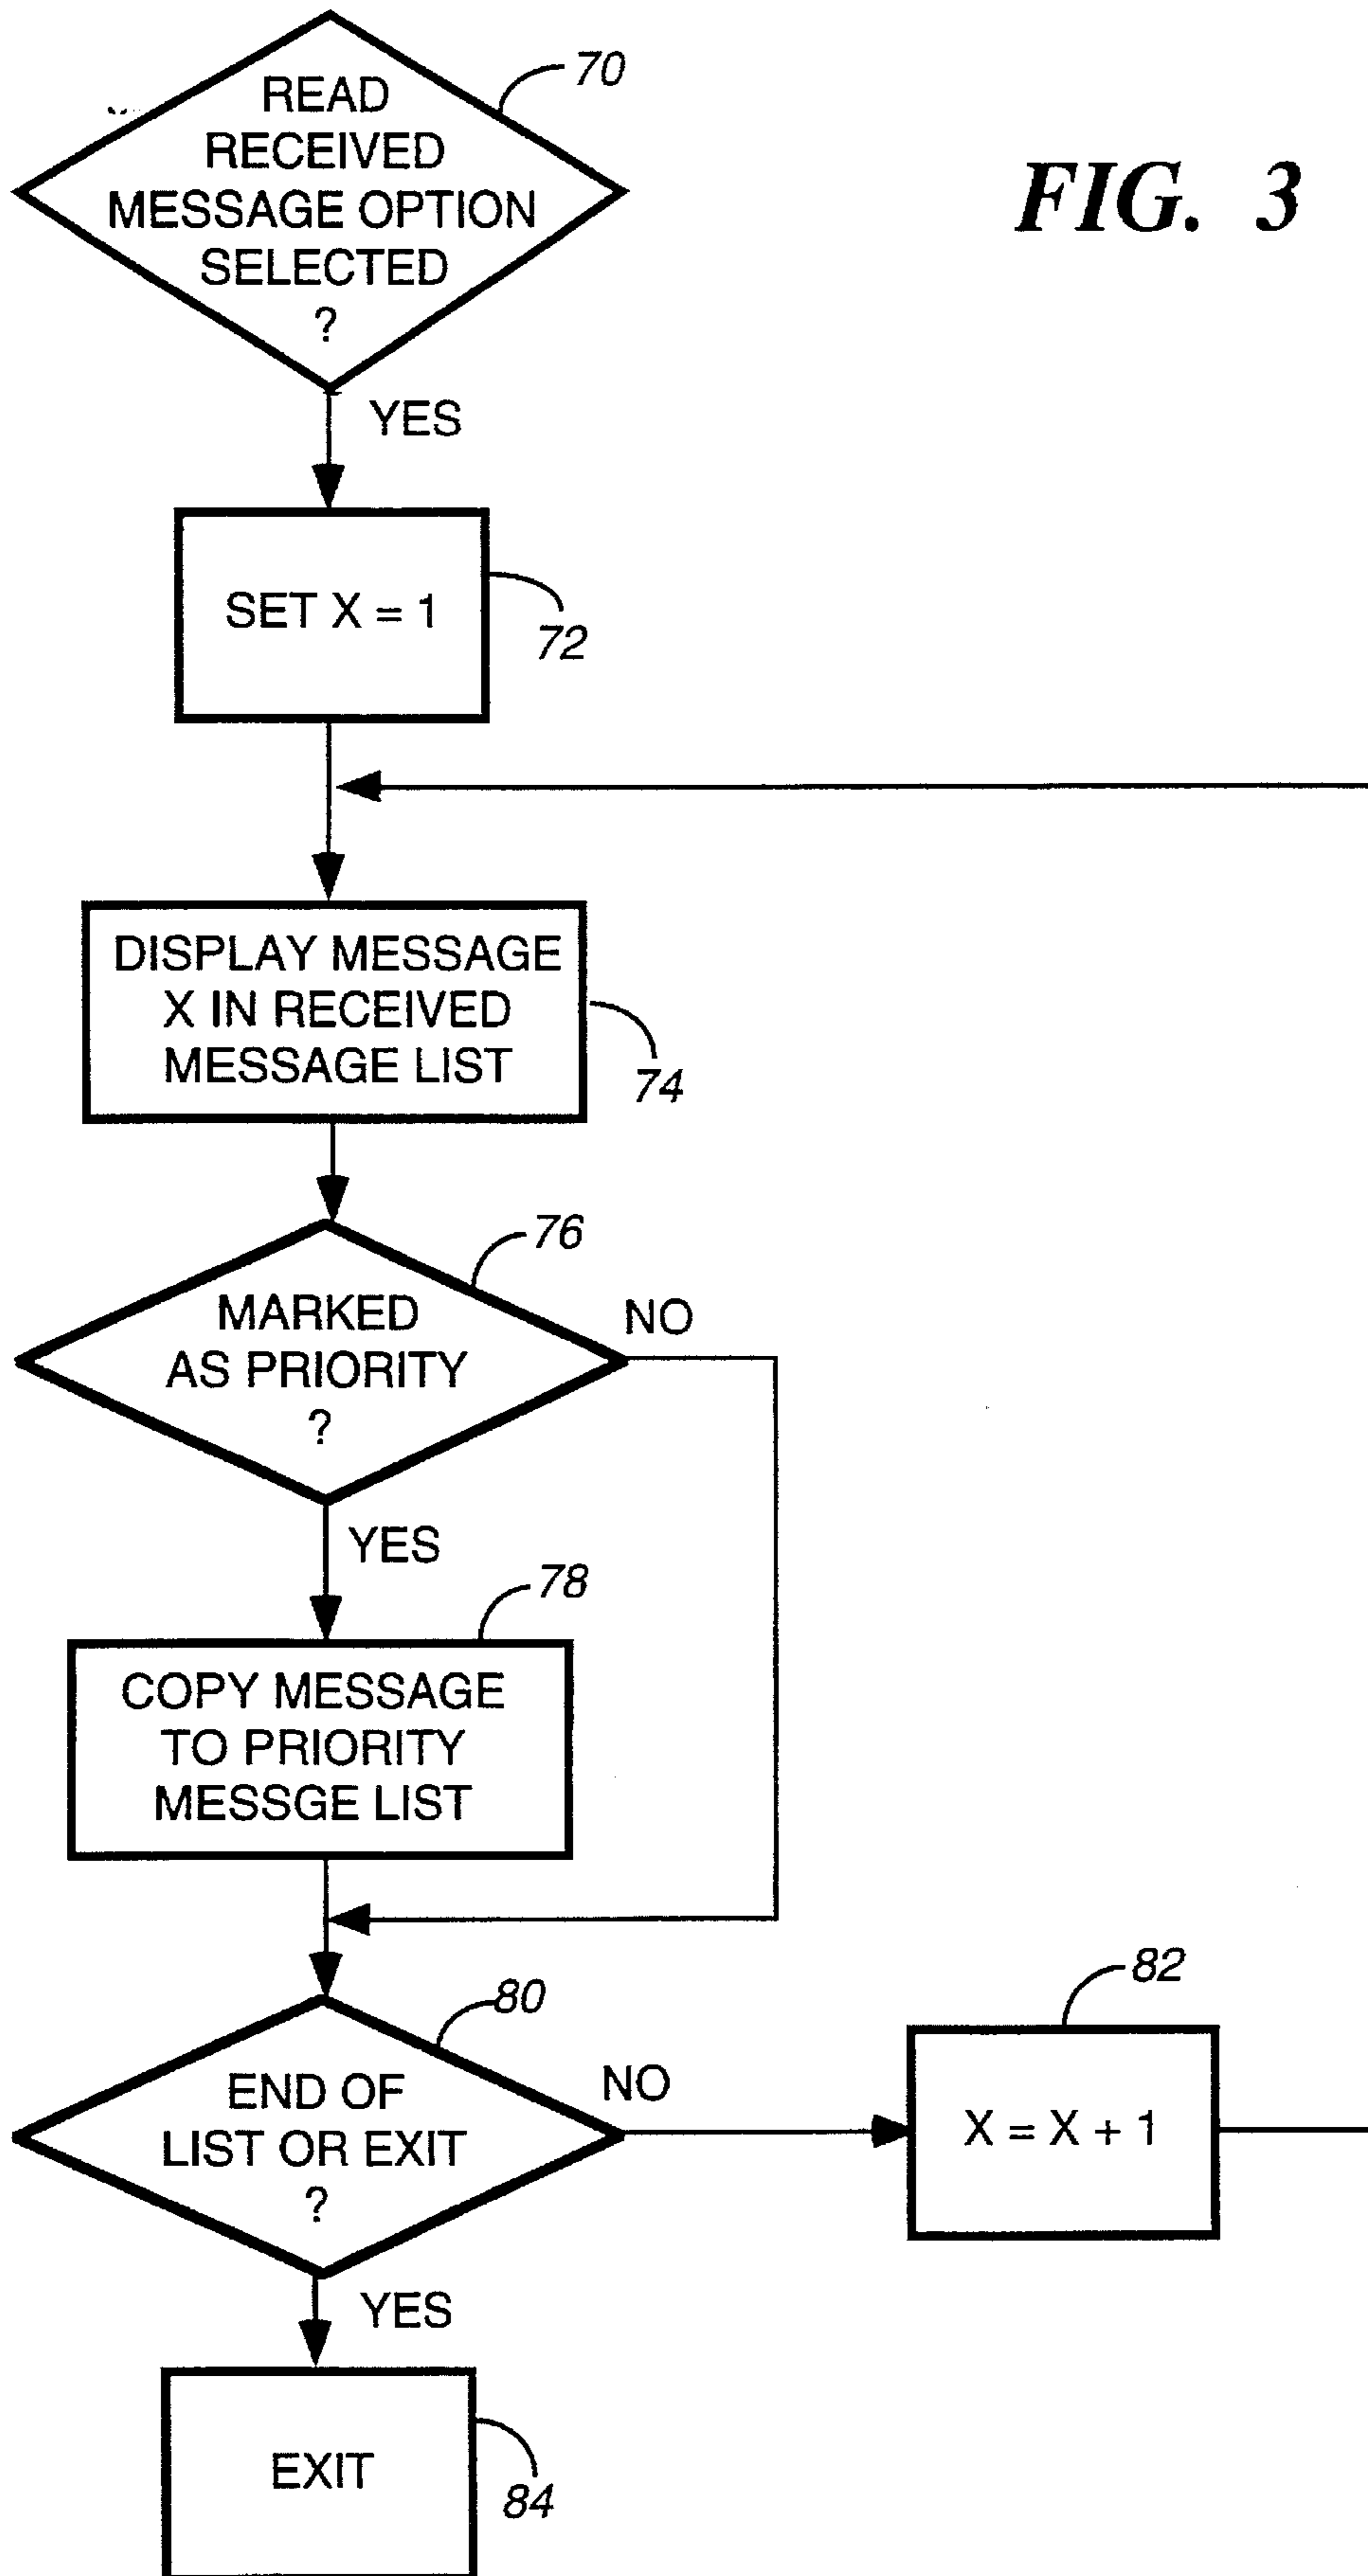 70
READ
RECEIVED
MESSAGE OPTION
SELECTED
?
FIG. 3
YES
SET X = 1
72
DISPLAY MESSAGE
X IN RECEIVED
MESSAGE LIST
74
76
MARKED
AS PRIORITY
?
NO
YES
78
COPY MESSAGE
TO PRIORITY
MESSGE LIST
80
END OF
LIST OR EXIT
?
NO
82
X = X + 1
YES
EXIT
84